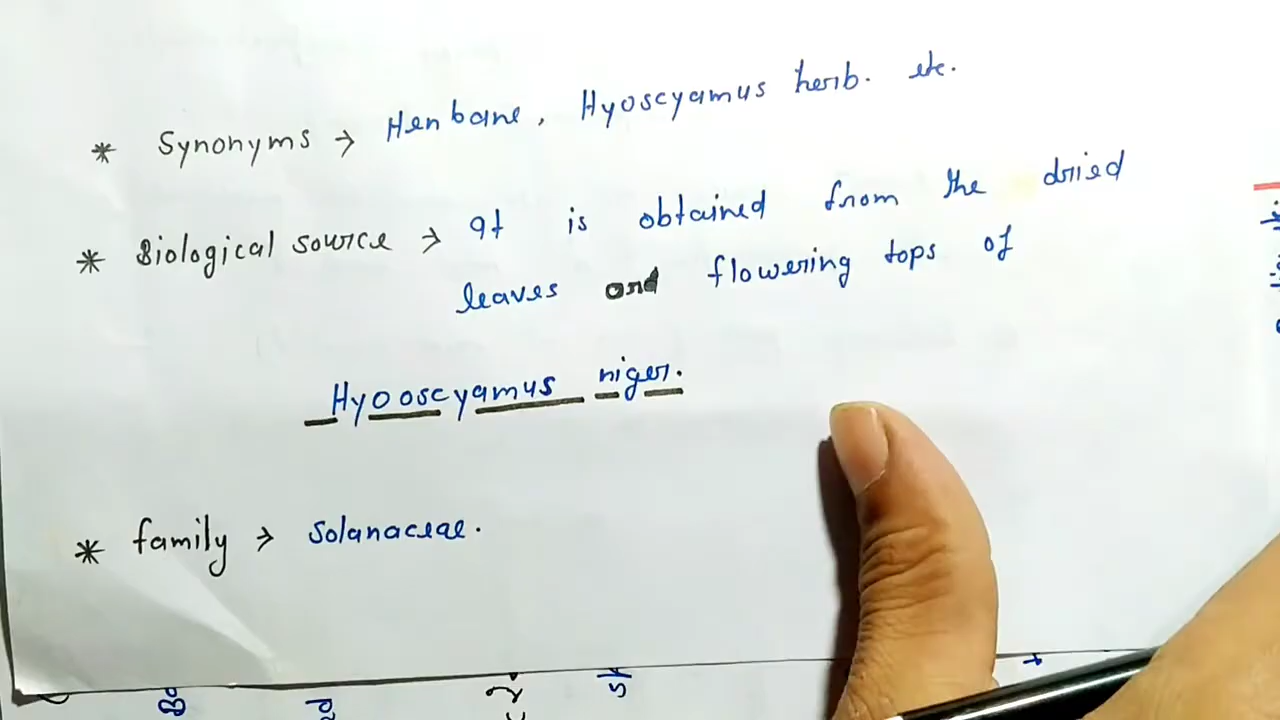 * Synonyms → Henbane, Hyoscyamus herb. etc.
* Biological source → It is obtained from the dried
leaves and flowering tops of
Hyooscyamus niger.
* family → Solanaceae.